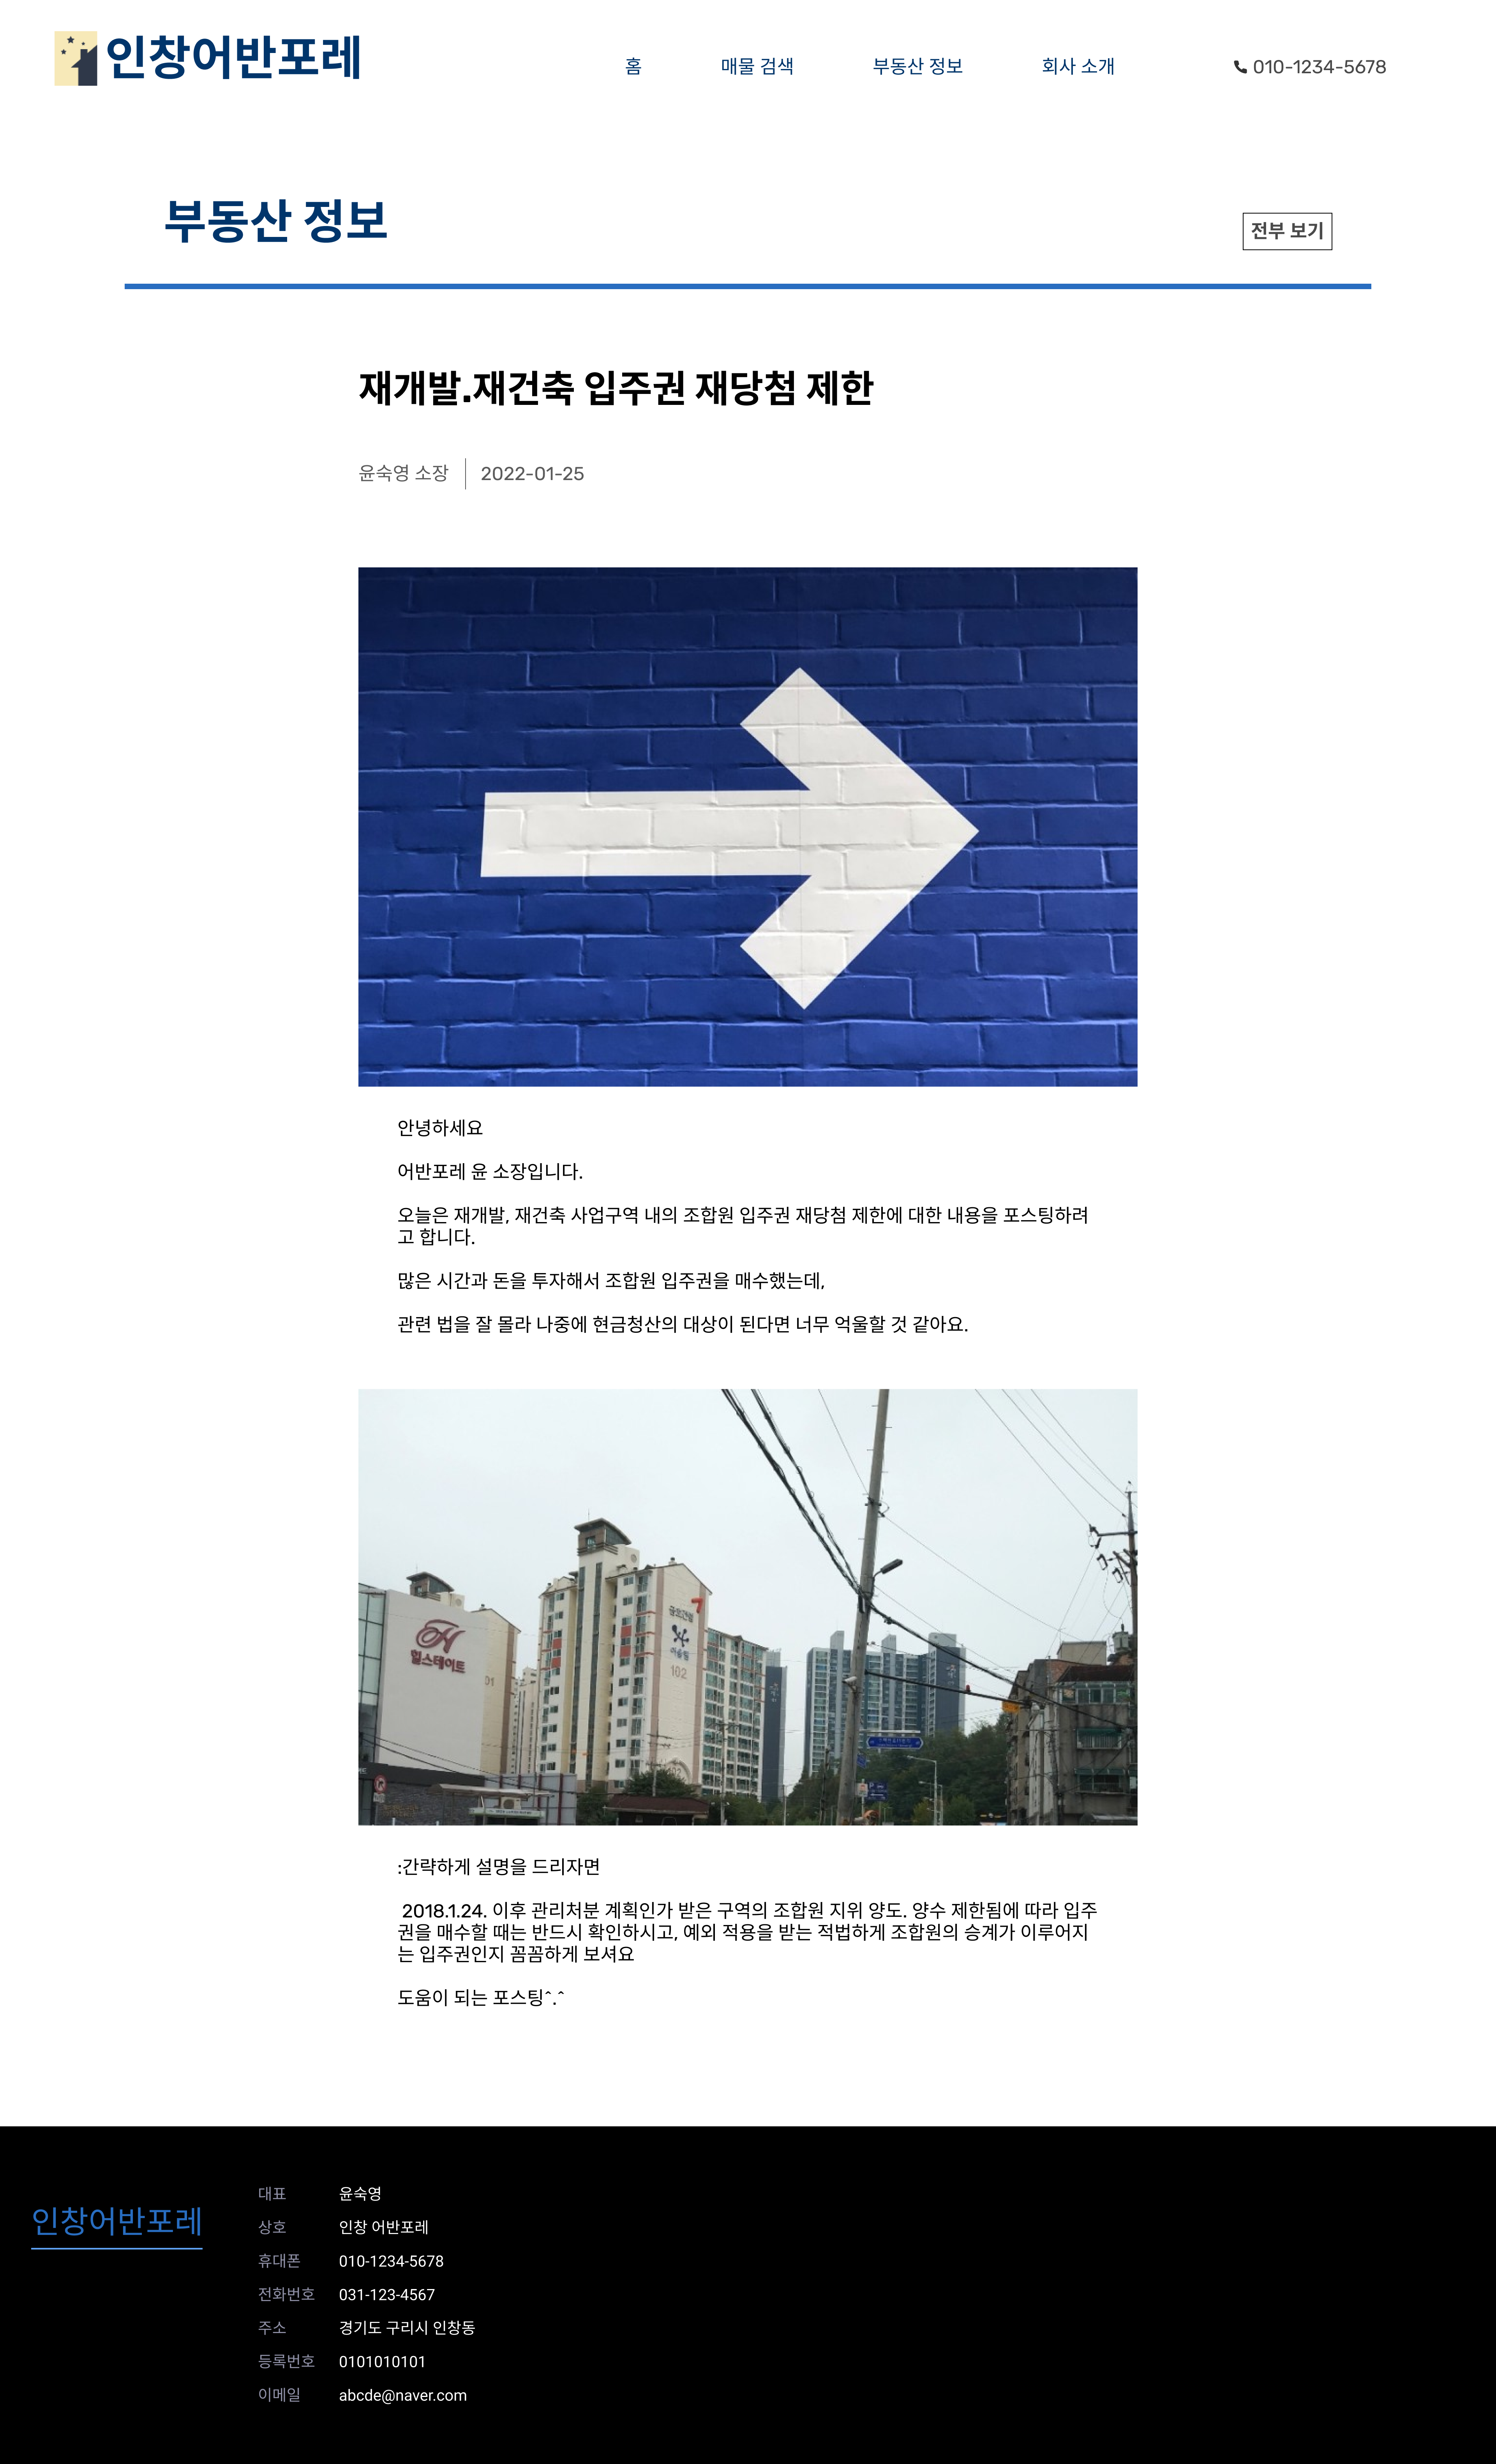 인창어반포레
홈 매물 검색 부동산 정보 회사 소개 010-1234-5678
부동산 정보
전부 보기
재개발.재건축 입주권 재당첨 제한
윤숙영 소장 2022-01-25
안녕하세요
어반포레 윤 소장입니다.
오늘은 재개발, 재건축 사업구역 내의 조합원 입주권 재당첨 제한에 대한 내용을 포스팅하려
고 합니다.
많은 시간과 돈을 투자해서 조합원 입주권을 매수했는데,
관련 법을 잘 몰라 나중에 현금청산의 대상이 된다면 너무 억울할 것 같아요.
힐스테이트
01
금호건설
어울림
102
:간략하게 설명을 드리자면
2018.1.24. 이후 관리처분 계획인가 받은 구역의 조합원 지위 양도. 양수 제한됨에 따라 입주
권을 매수할 때는 반드시 확인하시고, 예외 적용을 받는 적법하게 조합원의 승계가 이루어지
는 입주권인지 꼼꼼하게 보셔요
도움이 되는 포스팅^.^
인창어반포레
대표 윤숙영
상호 인창 어반포레
휴대폰 010-1234-5678
전화번호 031-123-4567
주소 경기도 구리시 인창동
등록번호 0101010101
이메일 abcde@naver.com